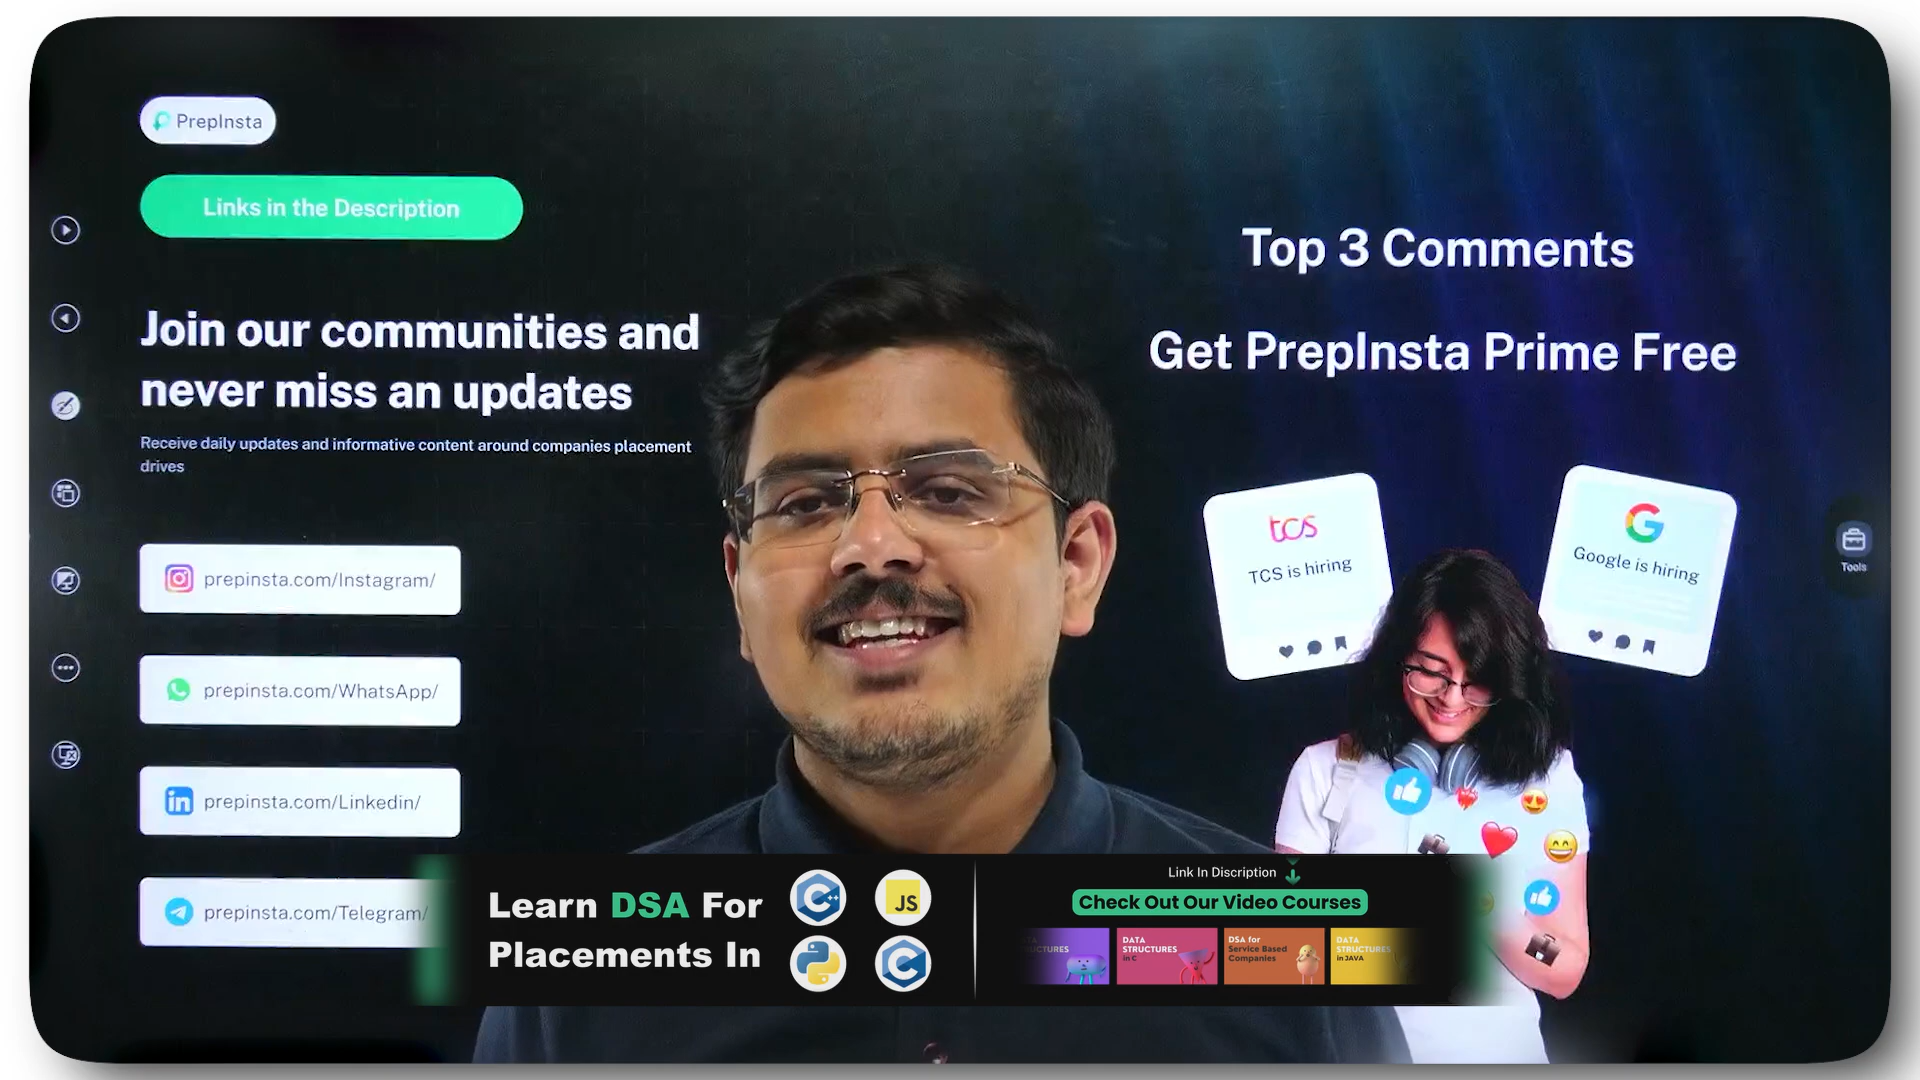 PrepInsta
Links in the Description
Join our communities and
never miss an updates
Receive daily updates and informative content around companies placement
drives
prepinsta.com/Instagram/
prepinsta.com/WhatsApp/
prepinsta.com/Linkedin/
prepinsta.com/Telegram/
Top 3 Comments
Get PrepInsta Prime Free
tcs
TCS is hiring
G
Google is hiring
Tools
Learn DSA For
Placements In
C++
JS
C
Link In Discription
Check Out Our Video Courses
DATA
STRUCTURES
in C
DSA for
Service Based
Companies
DATA
STRUCTURES
in JAVA